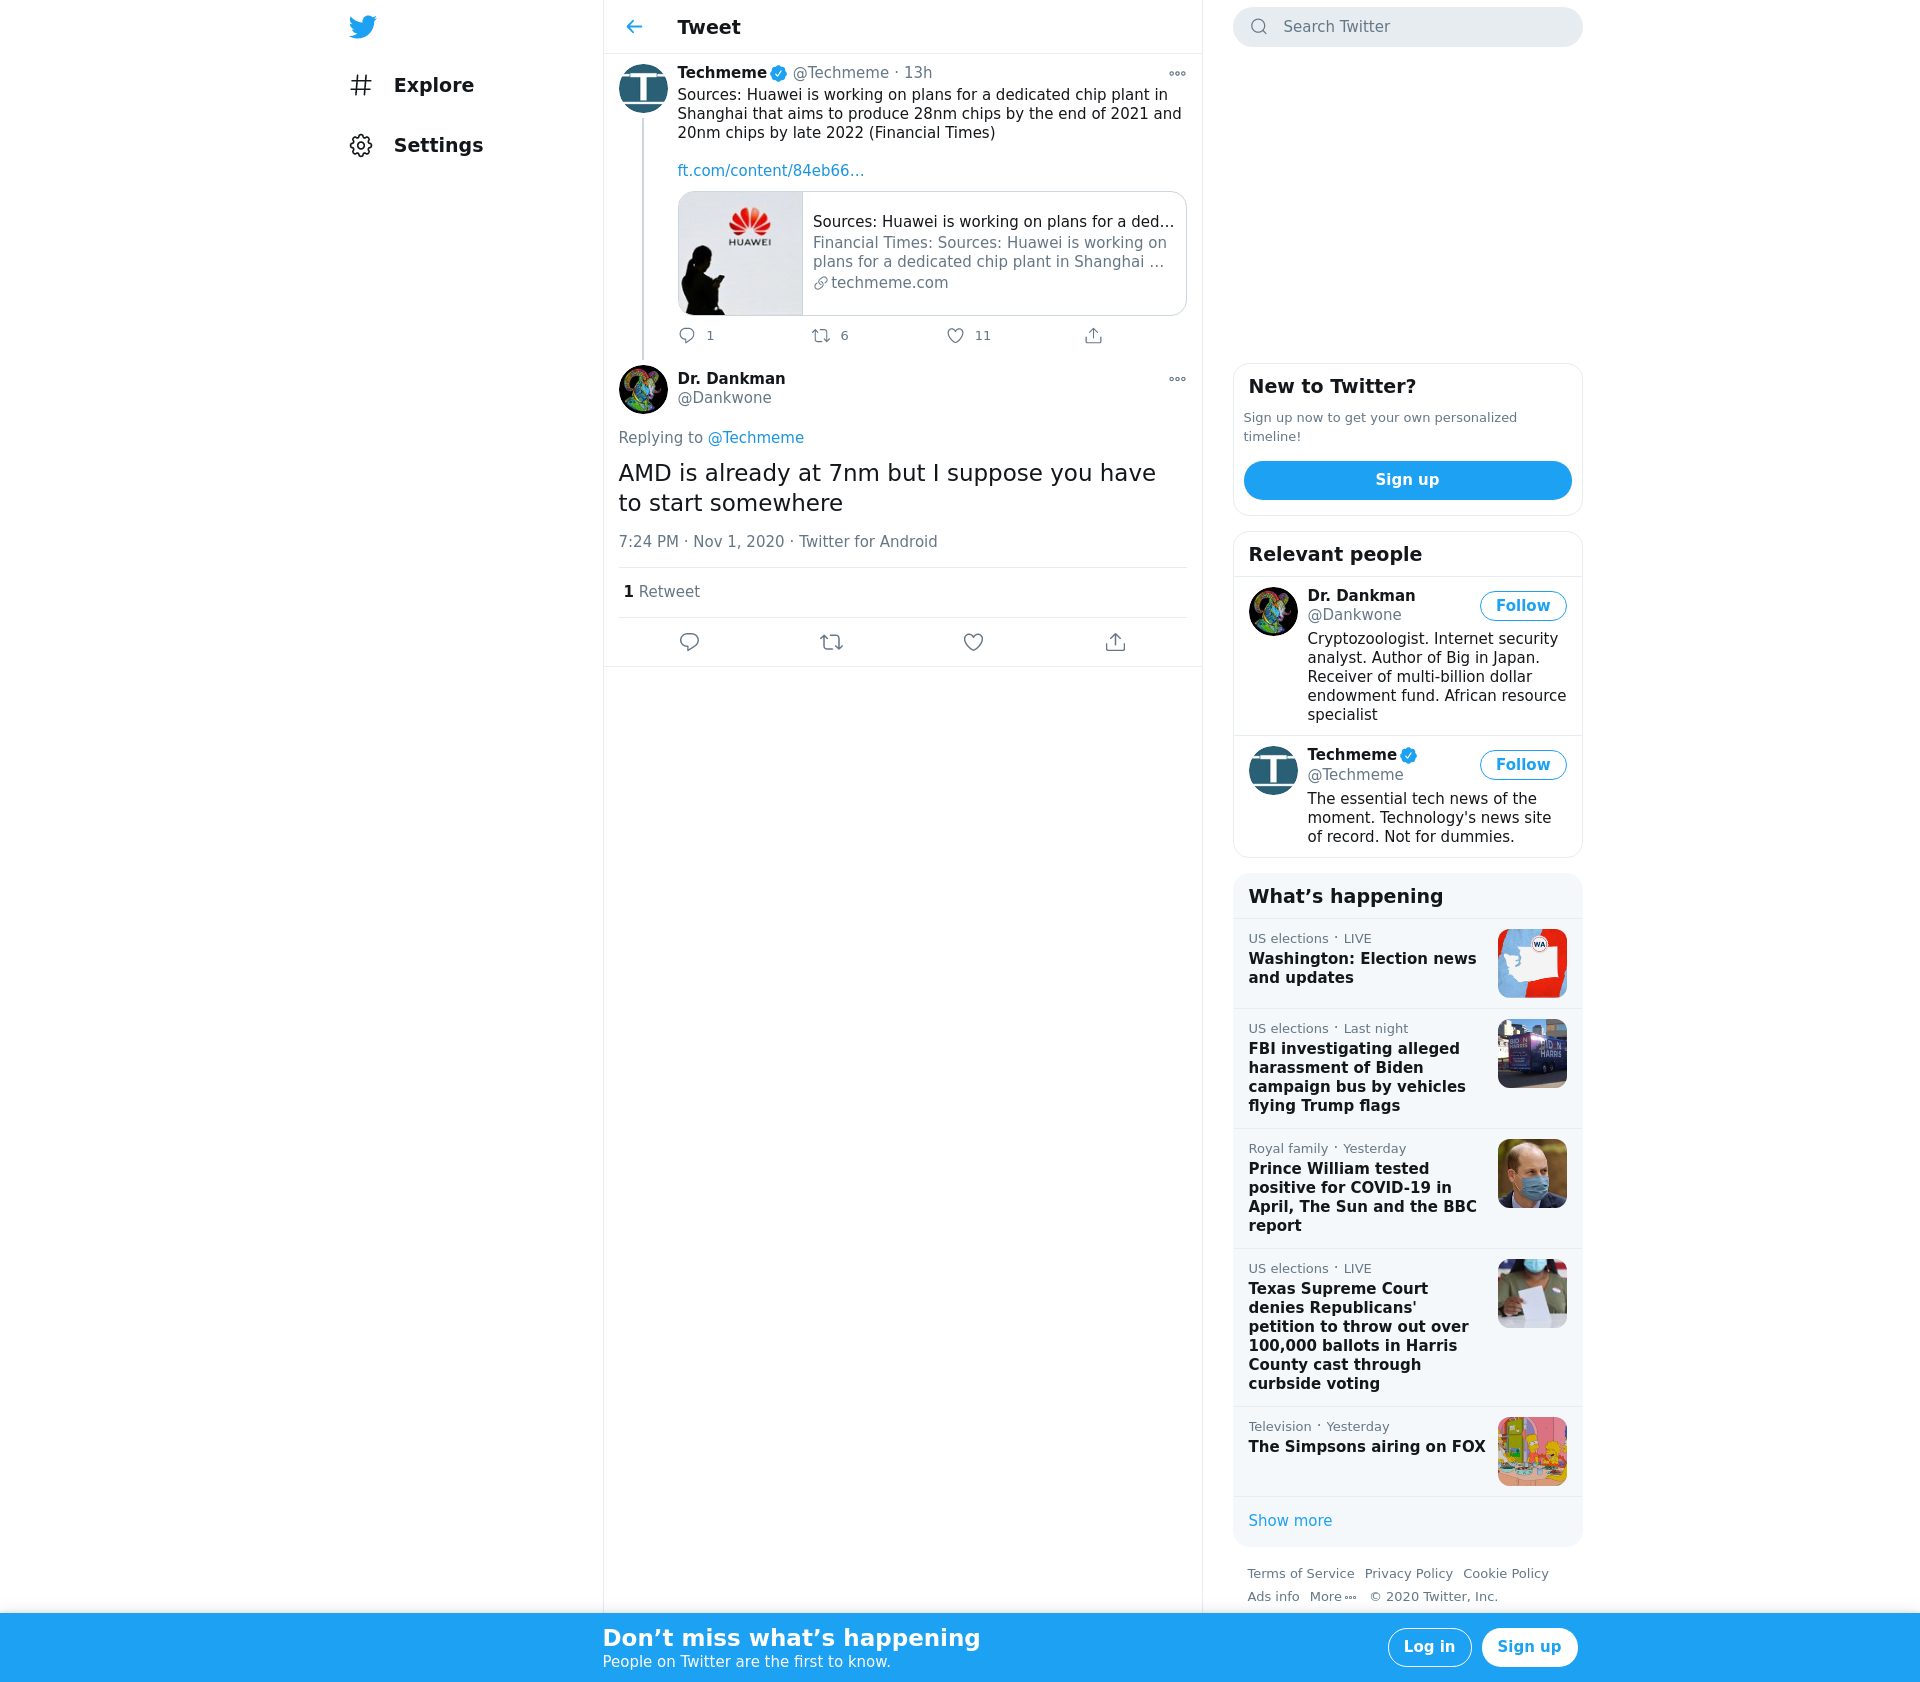 Explore
Settings
Tweet
Techmeme @Techmeme · 13h
Sources: Huawei is working on plans for a dedicated chip plant in
Shanghai that aims to produce 28nm chips by the end of 2021 and
20nm chips by late 2022 (Financial Times)
ft.com/content/84eb66…
HUAWEI
Sources: Huawei is working on plans for a ded…
Financial Times: Sources: Huawei is working on
plans for a dedicated chip plant in Shanghai …
techmeme.com
1 6 11
Dr. Dankman
@Dankwone
Replying to @Techmeme
AMD is already at 7nm but I suppose you have
to start somewhere
7:24 PM · Nov 1, 2020 · Twitter for Android
1 Retweet
Search Twitter
New to Twitter?
Sign up now to get your own personalized
timeline!
Sign up
Relevant people
Dr. Dankman
@Dankwone
Follow
Cryptozoologist. Internet security
analyst. Author of Big in Japan.
Receiver of multi-billion dollar
endowment fund. African resource
specialist
Techmeme
@Techmeme
Follow
The essential tech news of the
moment. Technology's news site
of record. Not for dummies.
What’s happening
US elections · LIVE
Washington: Election news
and updates
WA
US elections · Last night
FBI investigating alleged
harassment of Biden
campaign bus by vehicles
flying Trump flags
Royal family · Yesterday
Prince William tested
positive for COVID-19 in
April, The Sun and the BBC
report
US elections · LIVE
Texas Supreme Court
denies Republicans'
petition to throw out over
100,000 ballots in Harris
County cast through
curbside voting
Television · Yesterday
The Simpsons airing on FOX
Show more
Terms of Service Privacy Policy Cookie Policy
Ads info More © 2020 Twitter, Inc.
Don’t miss what’s happening
People on Twitter are the first to know.
Log in
Sign up